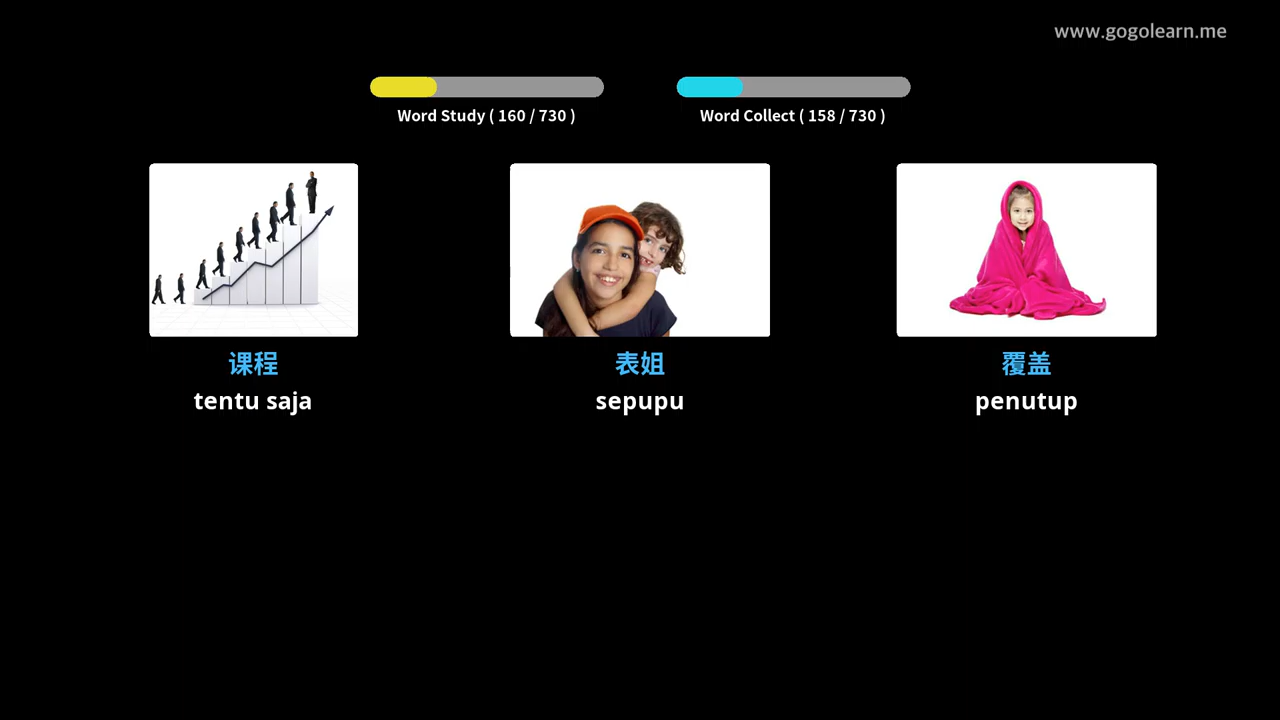 www.gogolearn.me
Word Study ( 160 / 730 )
Word Collect ( 158 / 730 )
课程
tentu saja
表姐
sepupu
覆盖
penutup